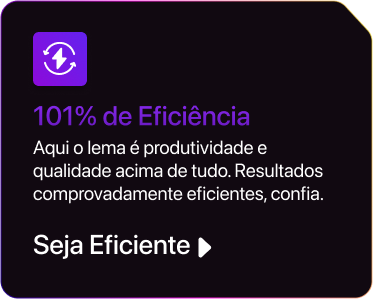 101% de Eficiência
Aqui o lema é produtividade e
qualidade acima de tudo. Resultados
comprovadamente eficientes, confia.
Seja Eficiente